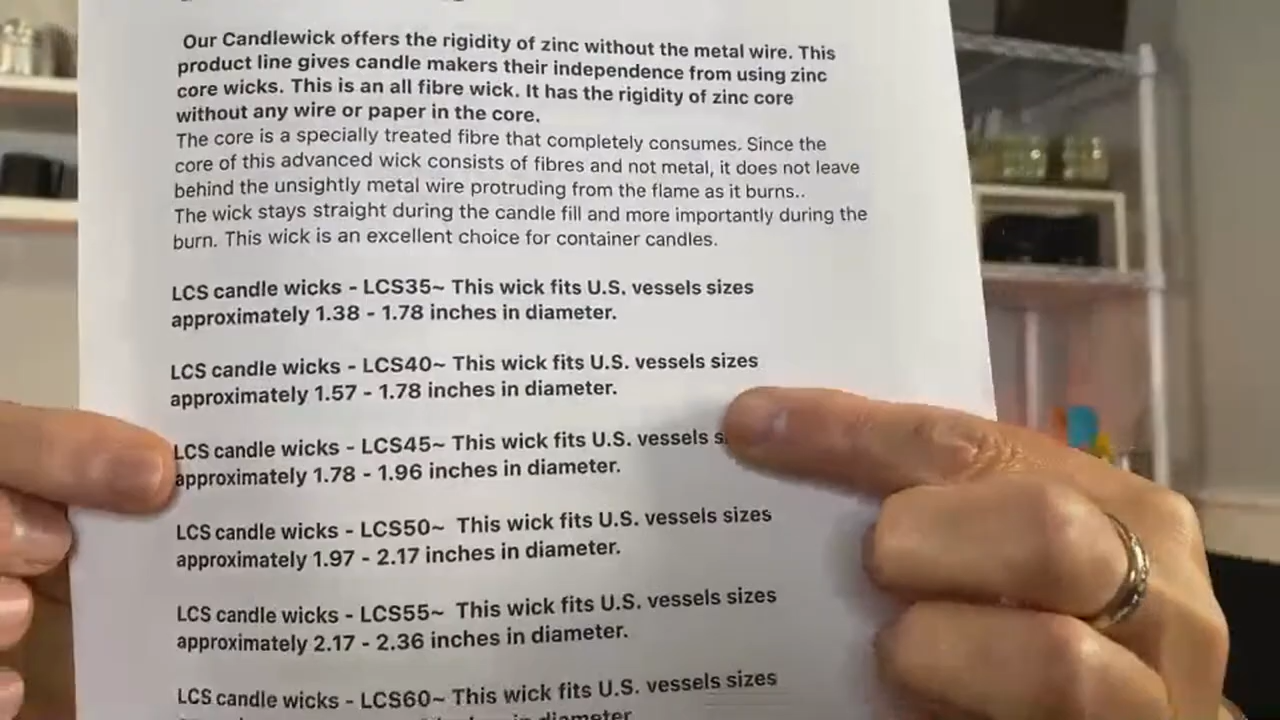 Our Candlewick offers the rigidity of zinc without the metal wire. This
product line gives candle makers their independence from using zinc
core wicks. This is an all fibre wick. It has the rigidity of zinc core
without any wire or paper in the core.
The core is a specially treated fibre that completely consumes. Since the
core of this advanced wick consists of fibres and not metal, it does not leave
behind the unsightly metal wire protruding from the flame as it burns..
The wick stays straight during the candle fill and more importantly during the
burn. This wick is an excellent choice for container candles.
LCS candle wicks - LCS35~ This wick fits U.S. vessels sizes
approximately 1.38 - 1.78 inches in diameter.
LCS candle wicks - LCS40~ This wick fits U.S. vessels sizes
approximately 1.57 - 1.78 inches in diameter.
LCS candle wicks - LCS45~ This wick fits U.S. vessels
approximately 1.78 - 1.96 inches in diameter.
LCS candle wicks - LCS50~ This wick fits U.S. vessels sizes
approximately 1.97 - 2.17 inches in diameter.
LCS candle wicks - LCS55~ This wick fits U.S. vessels sizes
approximately 2.17 - 2.36 inches in diameter.
LCS candle wicks - LCS60~ This wick fits U.S. vessels sizes
in diameter